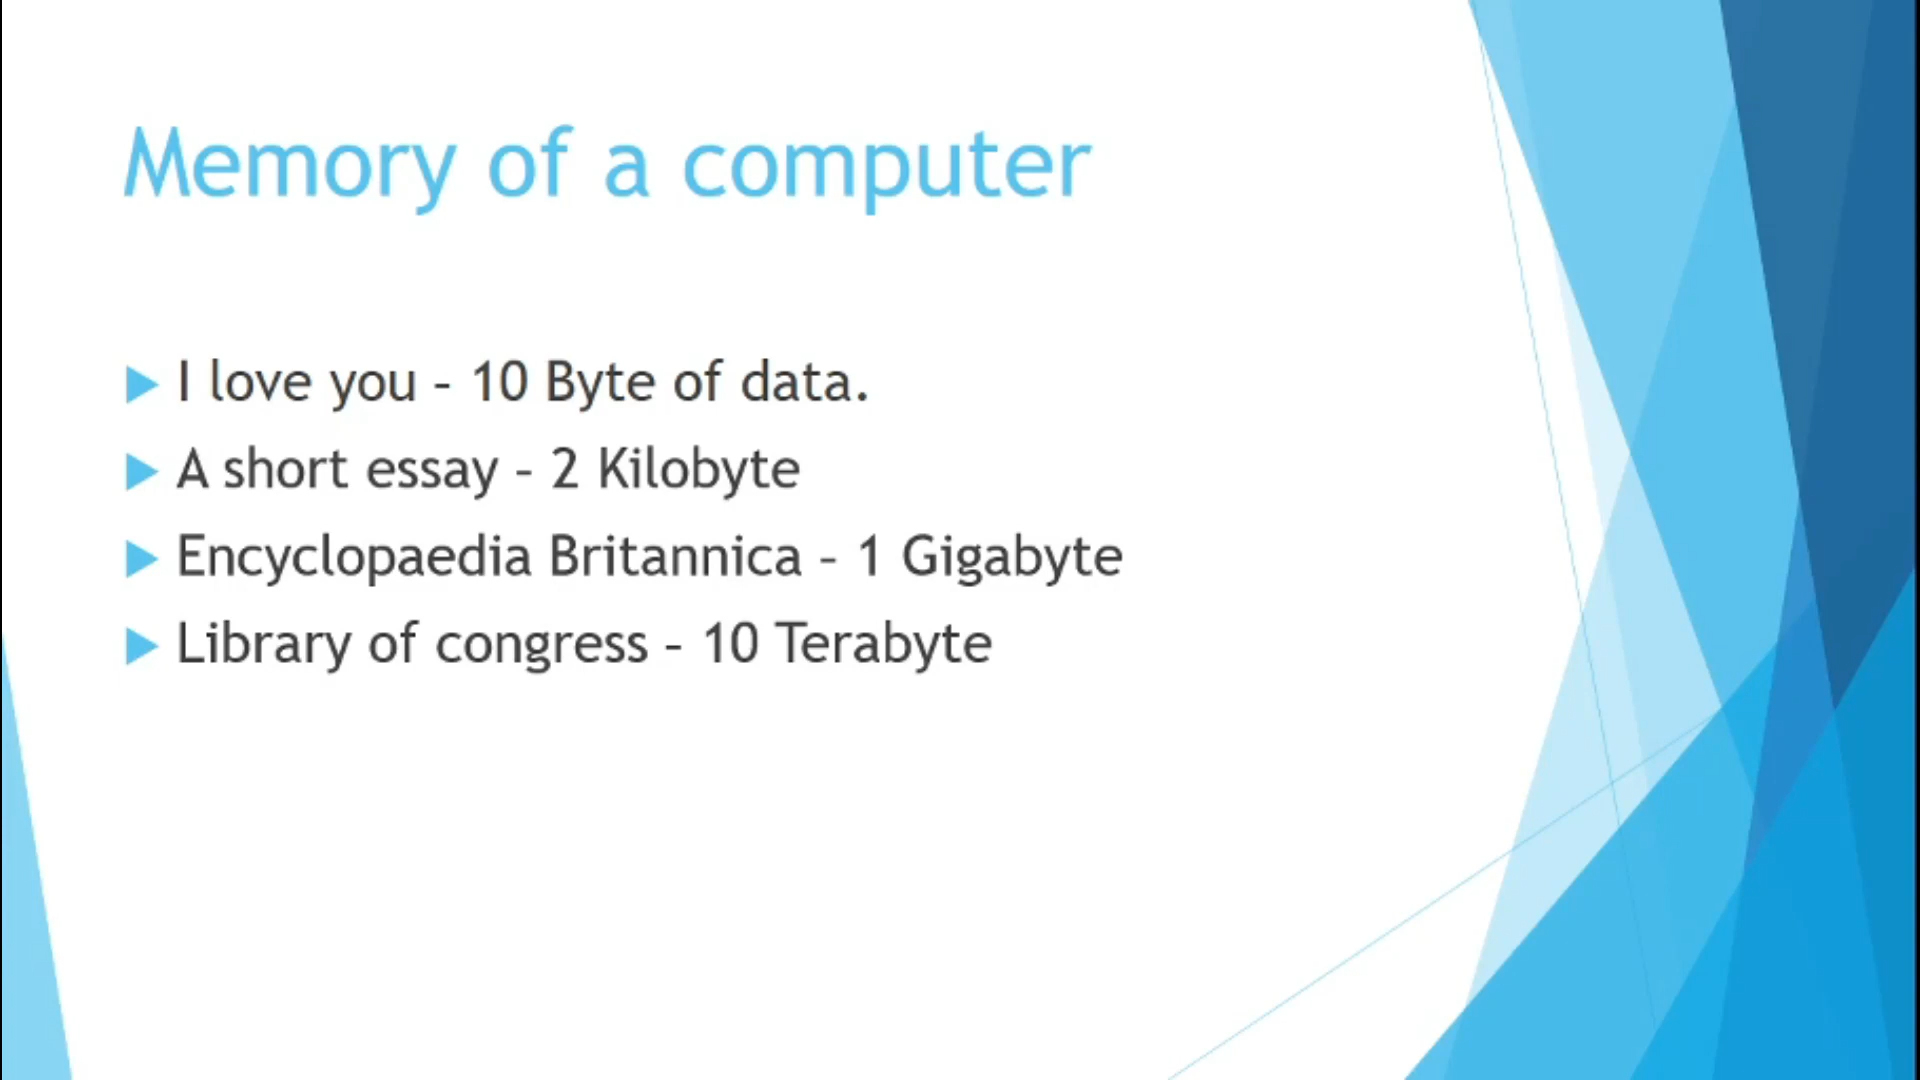 Memory of a computer
I love you – 10 Byte of data.
A short essay – 2 Kilobyte
Encyclopaedia Britannica – 1 Gigabyte
Library of congress – 10 Terabyte